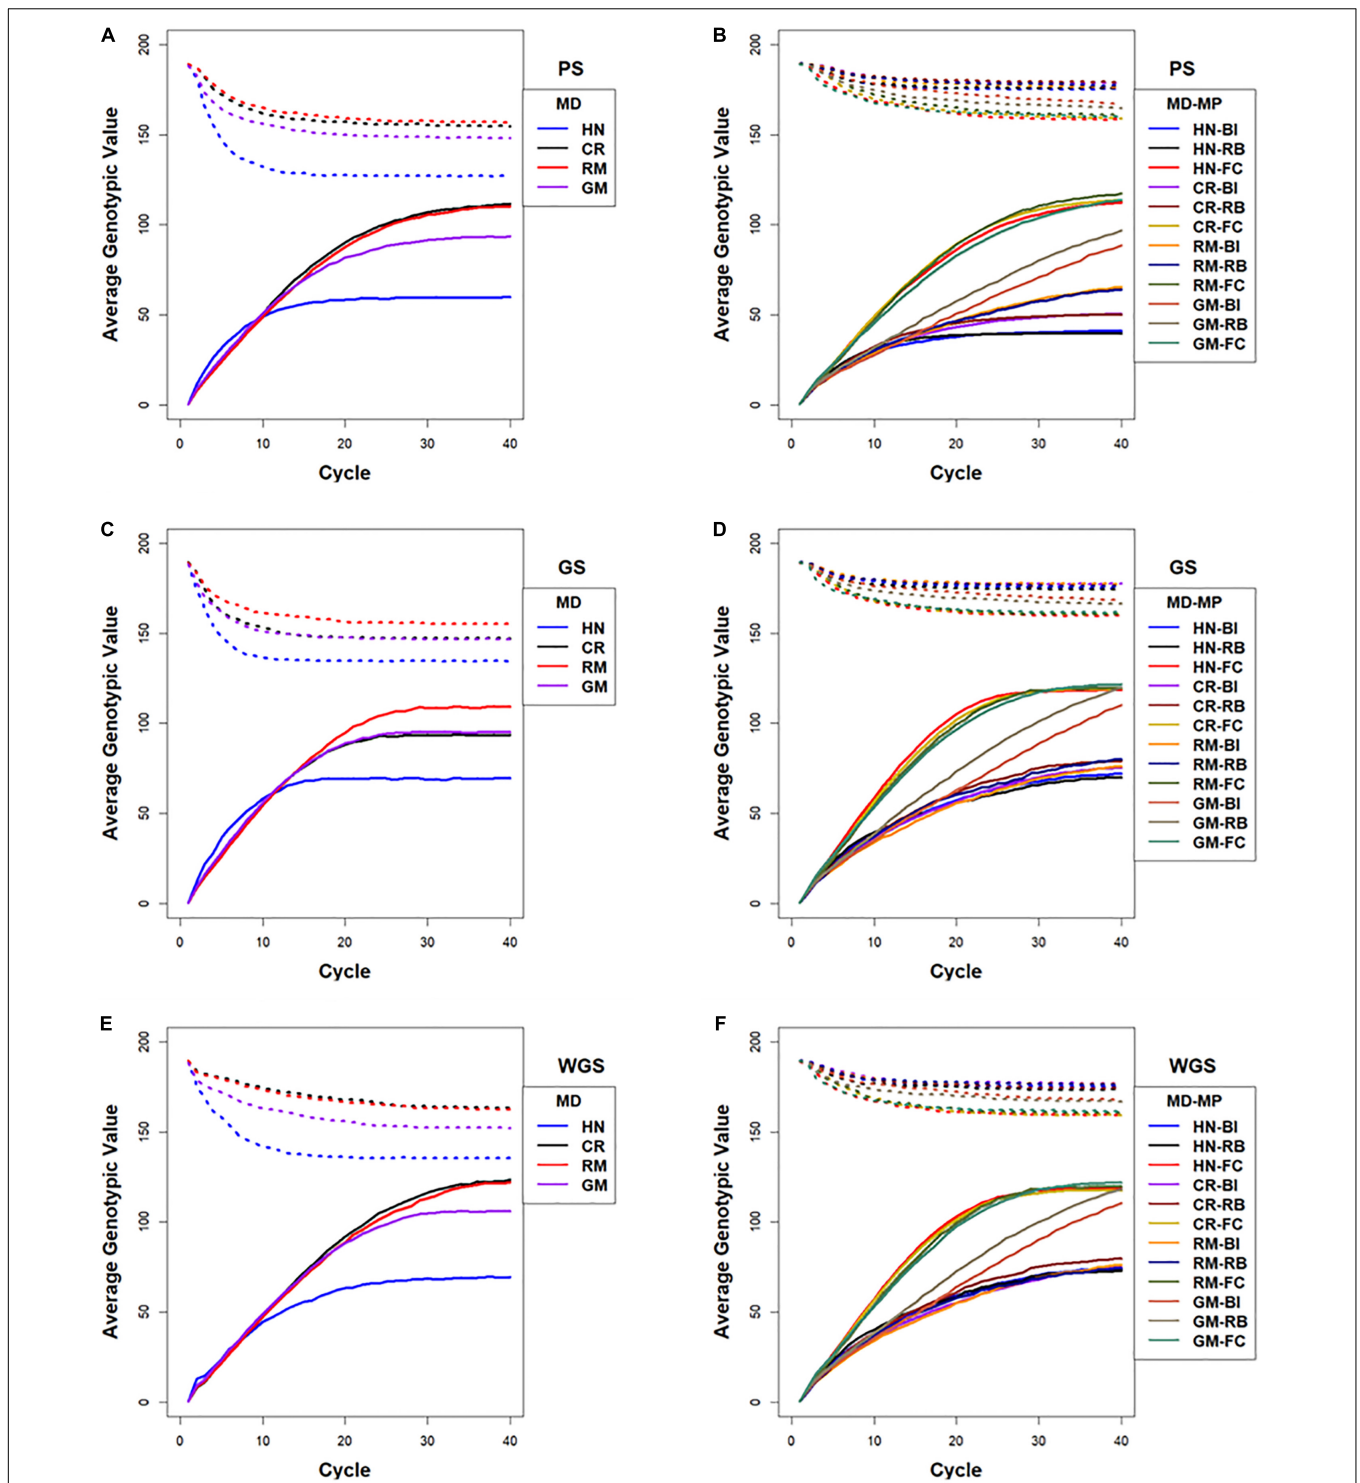 A
Average Genotypic Value
200
150
100
50
0
0 10 20 30 40
Cycle
PS
MD
HN
CR
RM
GM
B
Average Genotypic Value
200
150
100
50
0
0 10 20 30 40
Cycle
PS
MD-MP
HN-BI
HN-RB
HN-FC
CR-BI
CR-RB
CR-FC
RM-BI
RM-RB
RM-FC
GM-BI
GM-RB
GM-FC
C
Average Genotypic Value
200
150
100
50
0
0 10 20 30 40
Cycle
GS
MD
HN
CR
RM
GM
D
Average Genotypic Value
200
150
100
50
0
0 10 20 30 40
Cycle
GS
MD-MP
HN-BI
HN-RB
HN-FC
CR-BI
CR-RB
CR-FC
RM-BI
RM-RB
RM-FC
GM-BI
GM-RB
GM-FC
E
Average Genotypic Value
200
150
100
50
0
0 10 20 30 40
Cycle
WGS
MD
HN
CR
RM
GM
F
Average Genotypic Value
200
150
100
50
0
0 10 20 30 40
Cycle
WGS
MD-MP
HN-BI
HN-RB
HN-FC
CR-BI
CR-RB
CR-FC
RM-BI
RM-RB
RM-FC
GM-BI
GM-RB
GM-FC